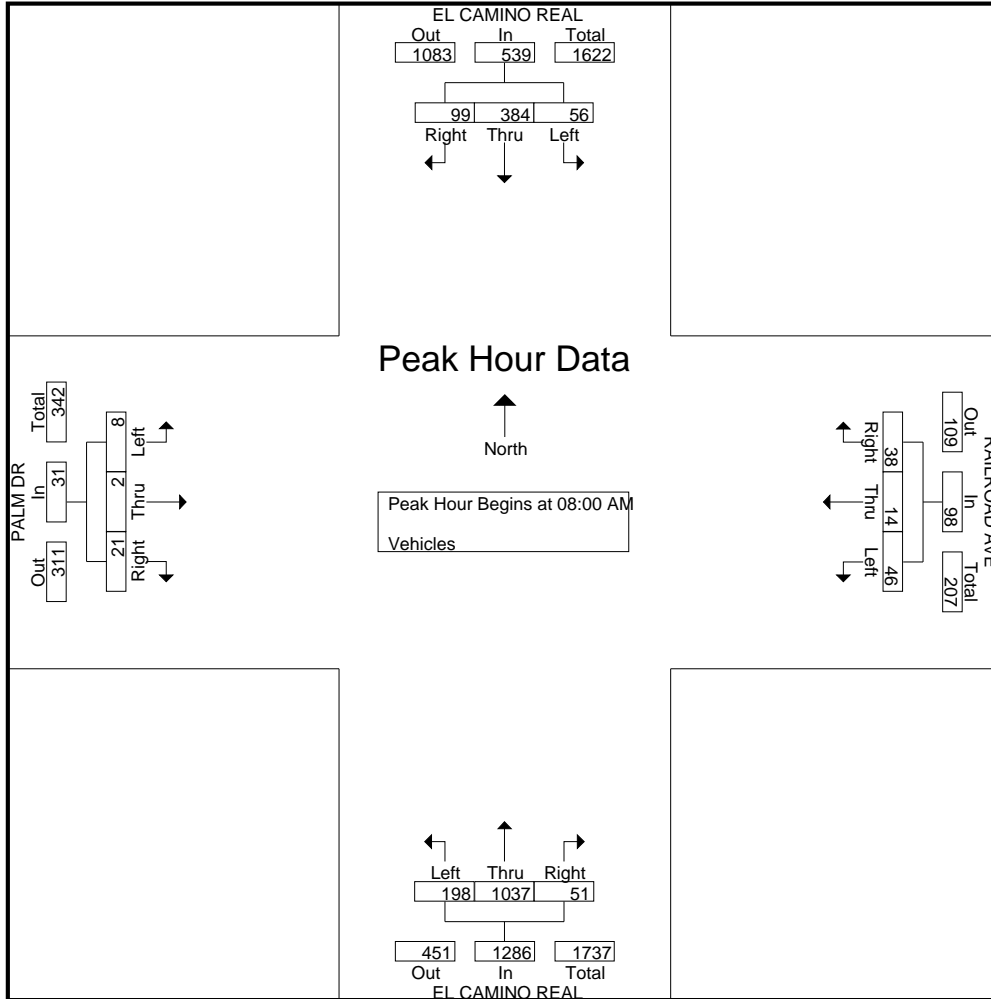 EL CAMINO REAL
Out In Total
1083 539 1622
99 384 56
Right Thru Left
Peak Hour Data
North
Peak Hour Begins at 08:00 AM
Vehicles
PALM DR
Out In Total
311 31 342
21 2 8
Right Thru Left
RAILROAD AVE
Out In Total
109 98 207
38 14 46
Right Thru Left
Left Thru Right
198 1037 51
451 1286 1737
Out In Total
EL CAMINO REAL